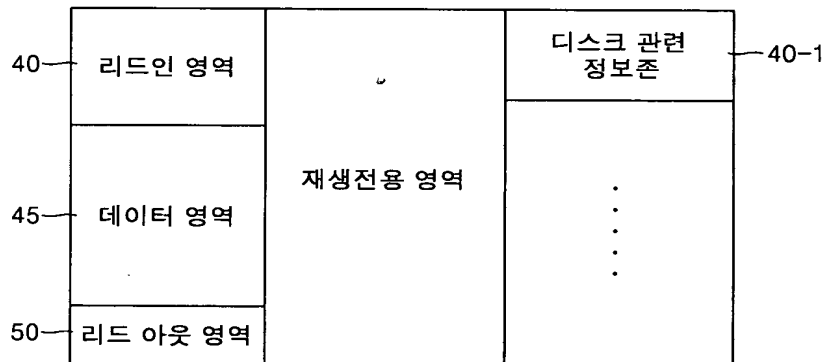 40
리드인 영역
디스크 관련
정보존
40-1
재생전용 영역
45
데이터 영역
50
리드 아웃 영역